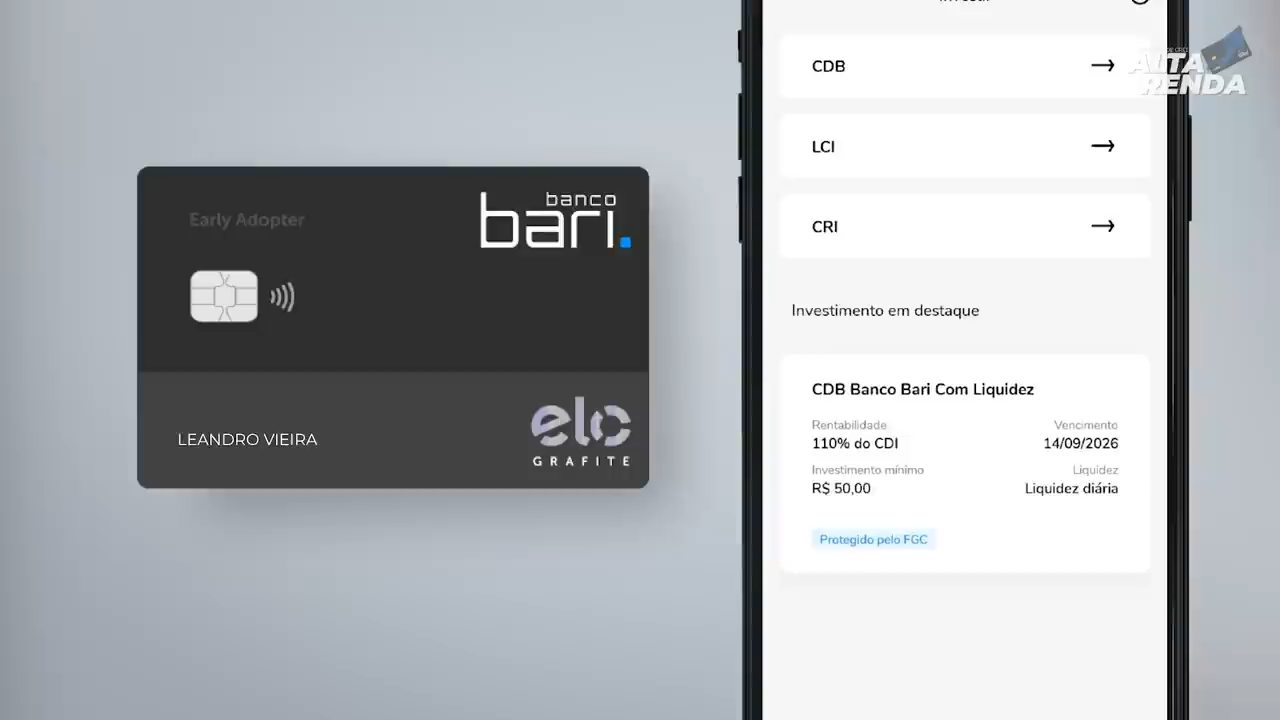 Early Adopter
banco
bari.
LEANDRO VIEIRA
elo
GRAFITE
CDB
LCI
CRI
Investimento em destaque
CDB Banco Bari Com Liquidez
Rentabilidade Vencimento
110% do CDI 14/09/2026
Investimento mínimo Liquidez
R$ 50,00 Liquidez diária
Protegido pelo FGC
ALTA
RENDA